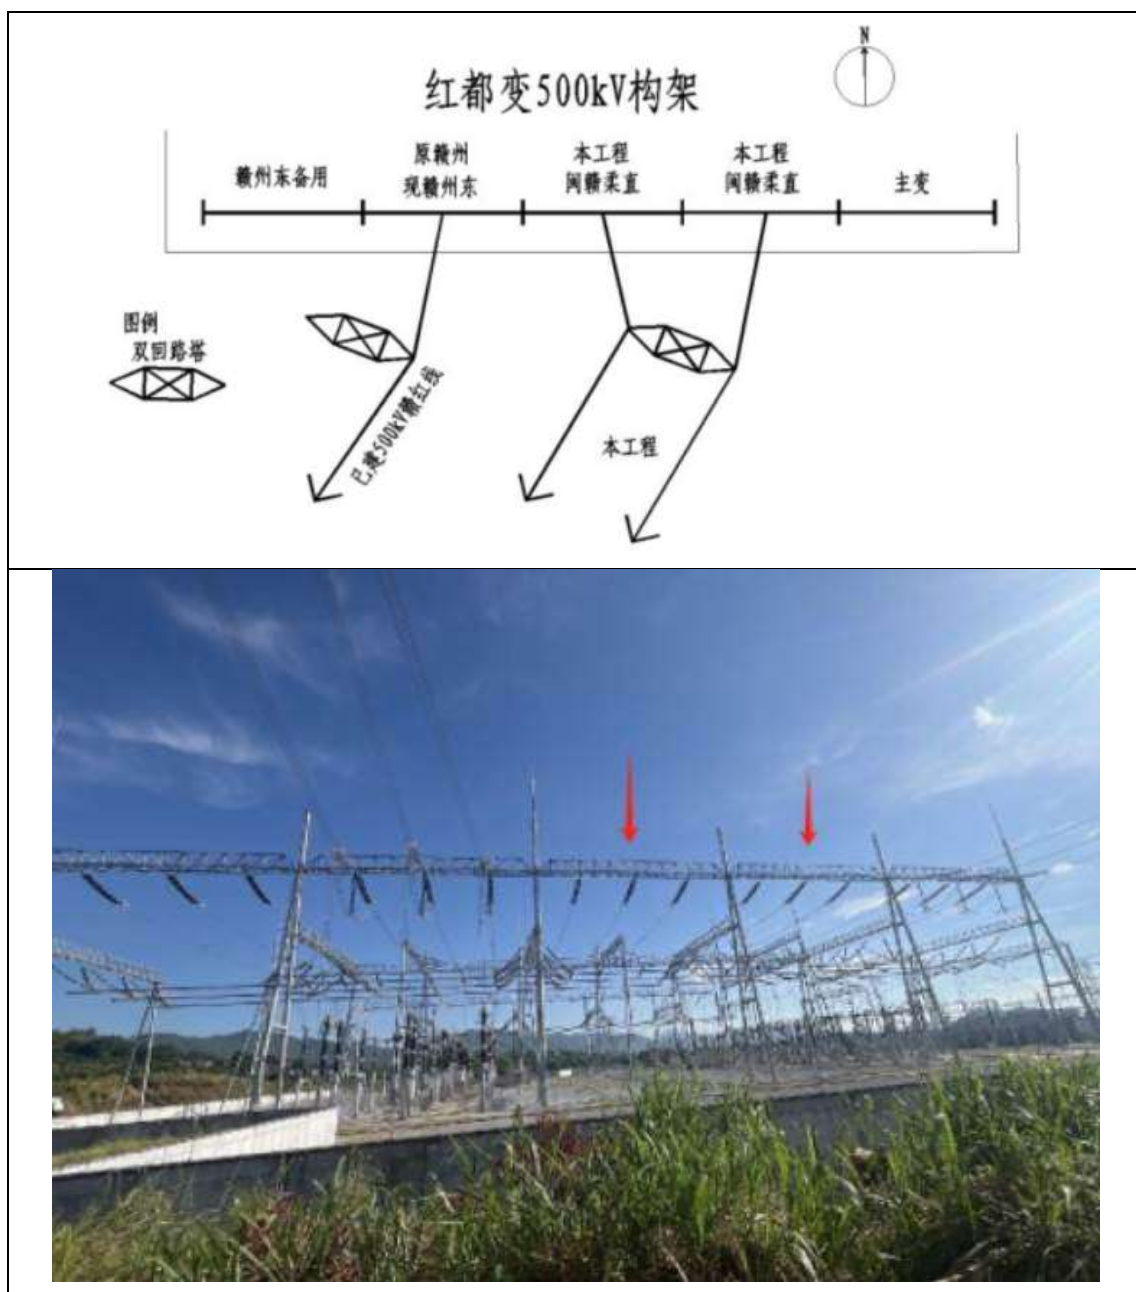 N
红都变500kV构架
赣州东备用
原赣州
现赣州东
本工程
闽赣柔直
本工程
闽赣柔直
主变
图例
双回路塔
已建500kV赣红线
本工程